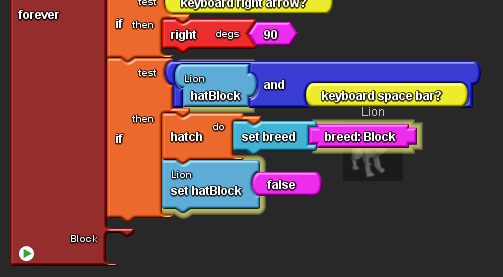 test keyboard right arrow?
forever
if then right degs 90
test Lion hatBlock and keyboard space bar?
Lion
then
if hatch do set breed breed: Block
Lion
set hatBlock false
Block